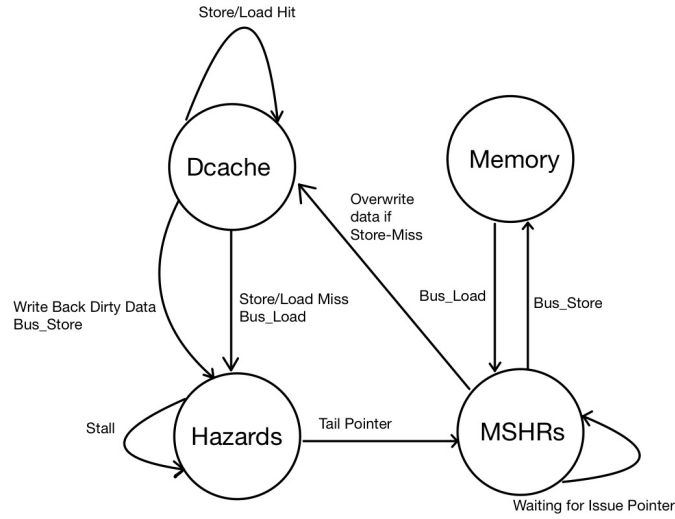 Store/Load Hit
Dcache
Memory
Overwrite
data if
Store-Miss
Write Back Dirty Data
Bus_Store
Store/Load Miss
Bus_Load
Bus_Load
Bus_Store
Stall
Hazards
Tail Pointer
MSHRs
Waiting for Issue Pointer